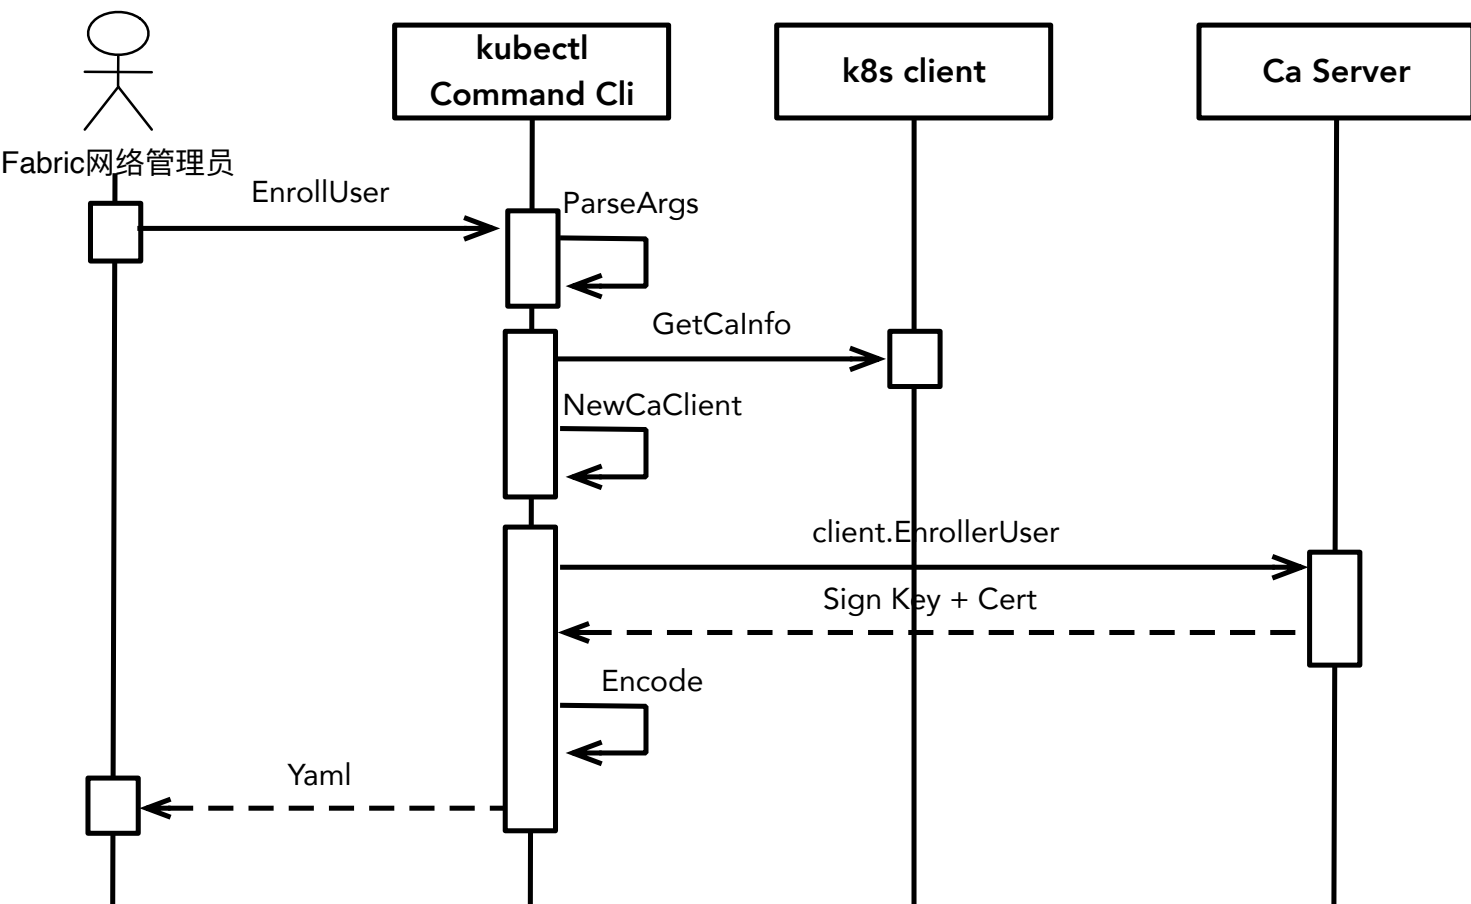 kubectl
Command Cli
k8s client
Ca Server
Fabric网络管理员
EnrollUser
ParseArgs
GetCaInfo
NewCaClient
client.EnrollerUser
Sign Key + Cert
Encode
Yaml